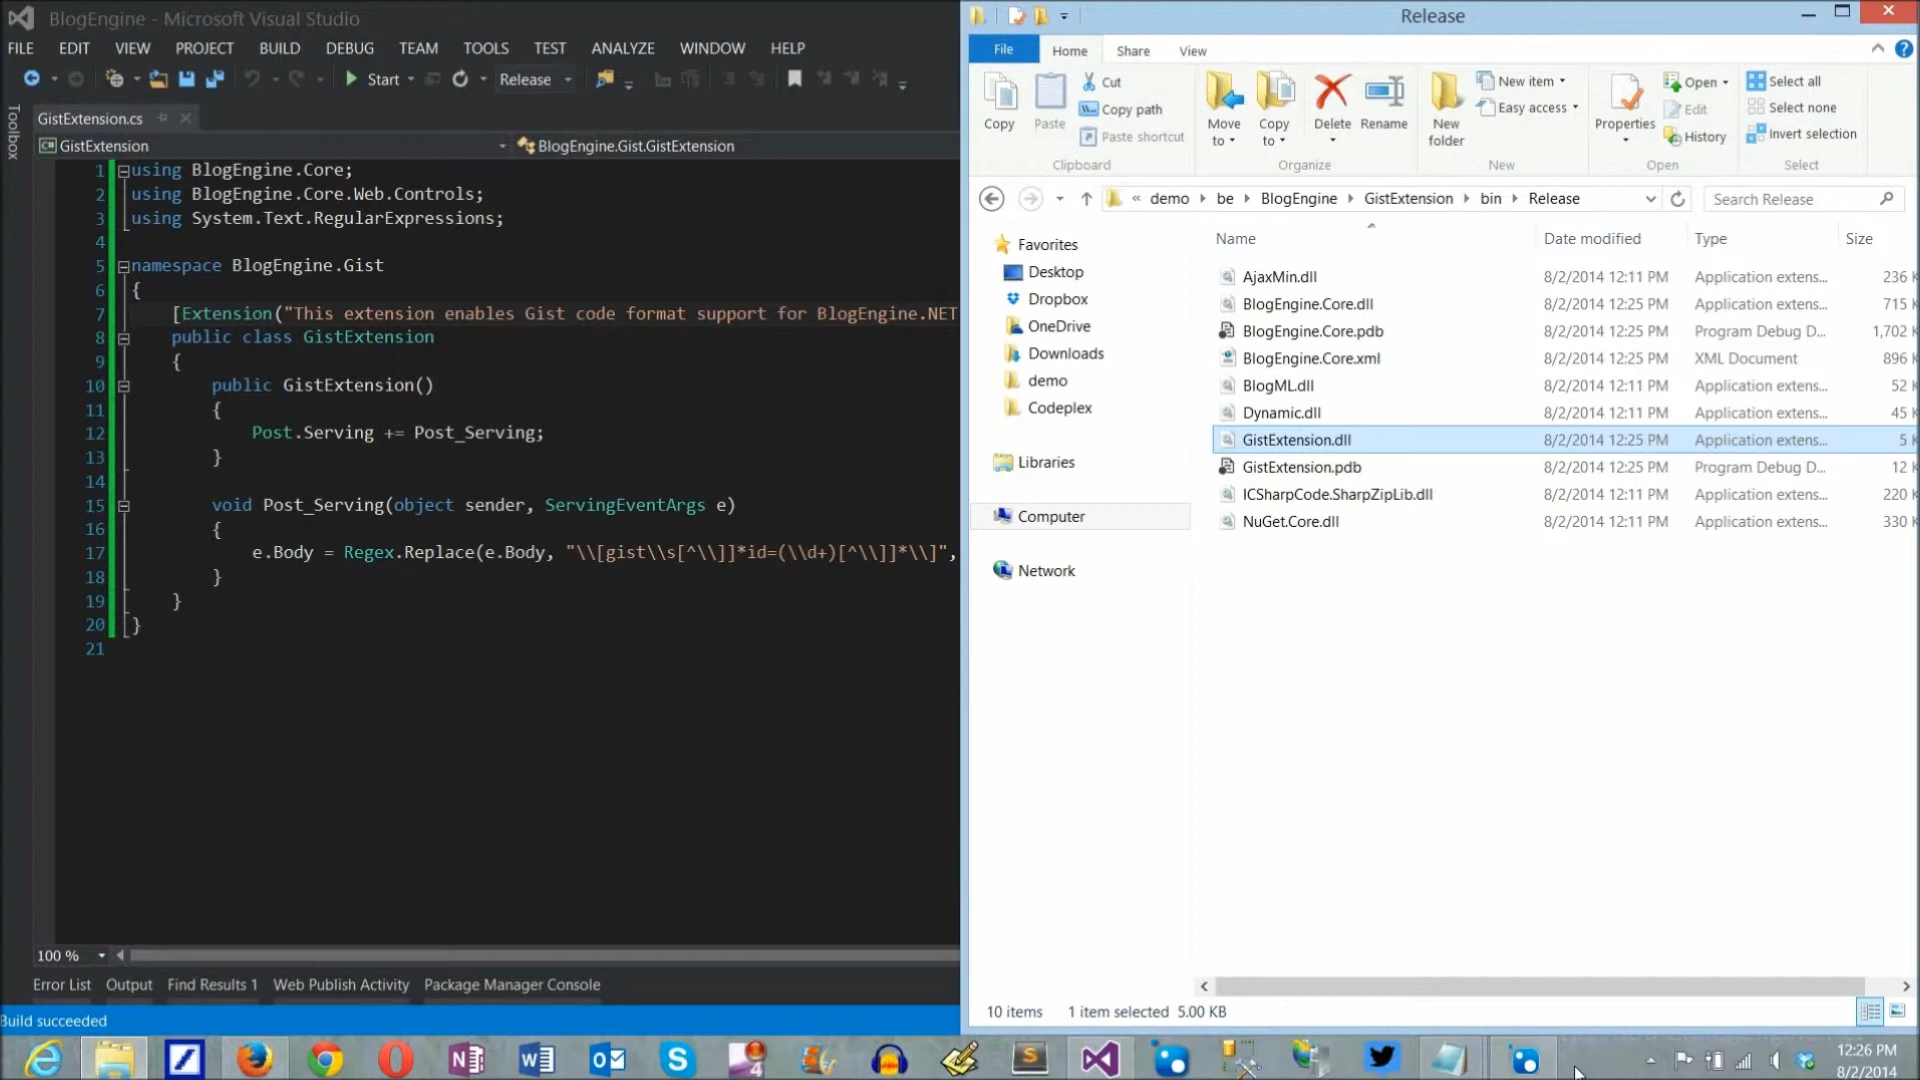 BlogEngine - Microsoft Visual Studio
FILE EDIT VIEW PROJECT BUILD DEBUG TEAM TOOLS TEST ANALYZE WINDOW HELP
Start Release
Toolbox
GistExtension.cs
GistExtension BlogEngine.Gist.GistExtension
1 using BlogEngine.Core;
2 using BlogEngine.Core.Web.Controls;
3 using System.Text.RegularExpressions;
4
5 namespace BlogEngine.Gist
6 {
7 [Extension("This extension enables Gist code format support for BlogEngine.NET
8 public class GistExtension
9 {
10 public GistExtension()
11 {
12 Post.Serving += Post_Serving;
13 }
14
15 void Post_Serving(object sender, ServingEventArgs e)
16 {
17 e.Body = Regex.Replace(e.Body, "\\[gist\\s[^\\]]*id=(\\d+)[^\\]]*\\]",
18 }
19 }
20 }
21
100 %
Error List Output Find Results 1 Web Publish Activity Package Manager Console
Build succeeded
Release
File Home Share View
Copy
Paste
Cut
Copy path
Paste shortcut
Clipboard
Move to
Copy to
Delete
Rename
Organize
New folder
New item
Easy access
New
Properties
Open
Edit
History
Open
Select all
Select none
Invert selection
Select
« demo be BlogEngine GistExtension bin Release
Search Release
Favorites
Desktop
Dropbox
OneDrive
Downloads
demo
Codeplex
Libraries
Computer
Network
Name Date modified Type Size
AjaxMin.dll 8/2/2014 12:11 PM Application extens... 236 K
BlogEngine.Core.dll 8/2/2014 12:25 PM Application extens... 715 K
BlogEngine.Core.pdb 8/2/2014 12:25 PM Program Debug D... 1,702 K
BlogEngine.Core.xml 8/2/2014 12:25 PM XML Document 896 K
BlogML.dll 8/2/2014 12:11 PM Application extens... 52 K
Dynamic.dll 8/2/2014 12:11 PM Application extens... 45 K
GistExtension.dll 8/2/2014 12:25 PM Application extens... 5 K
GistExtension.pdb 8/2/2014 12:25 PM Program Debug D... 12 K
ICSharpCode.SharpZipLib.dll 8/2/2014 12:11 PM Application extens... 220 K
NuGet.Core.dll 8/2/2014 12:11 PM Application extens... 330 K
10 items 1 item selected 5.00 KB
12:26 PM
8/2/2014